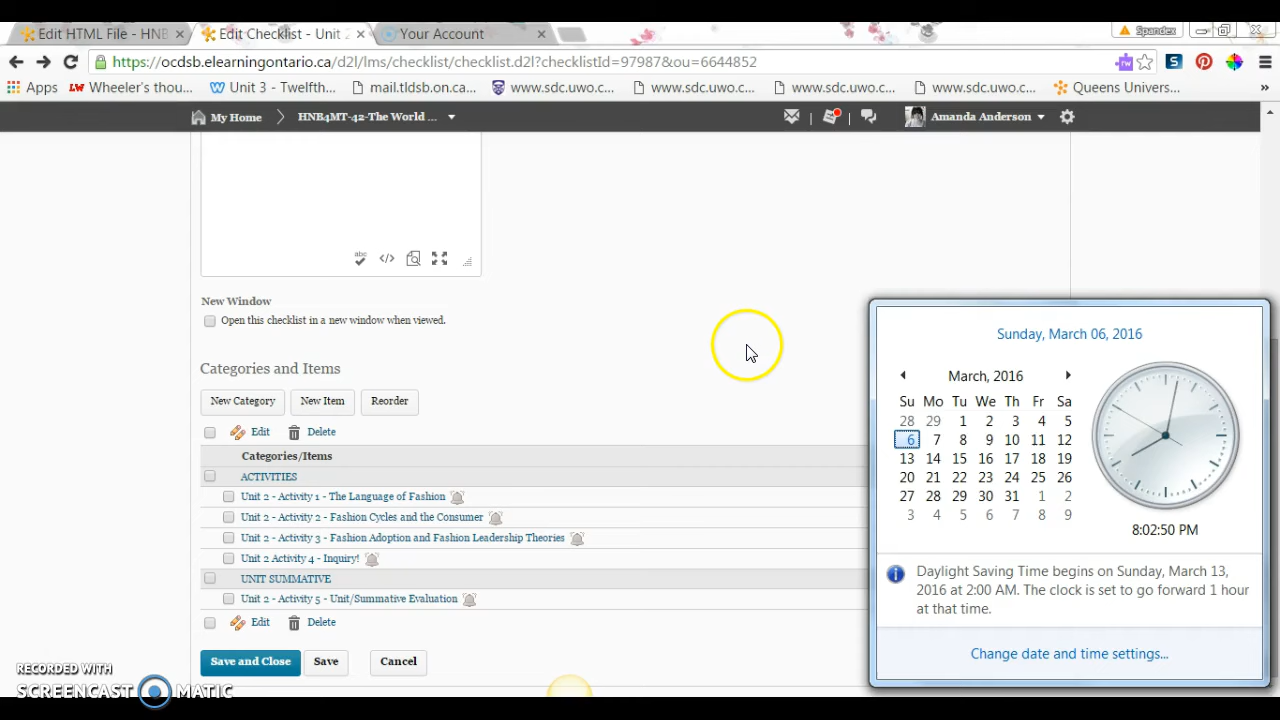 Edit HTML File - HNB
Edit Checklist - Unit 2
Your Account
Spandex
https://ocdsb.elearningontario.ca/d2l/lms/checklist/checklist.d2l?checklistId=97987&ou=6644852
Apps
Wheeler's thou...
Unit 3 - Twelfth...
mail.tldsb.on.ca...
www.sdc.uwo.c...
www.sdc.uwo.c...
www.sdc.uwo.c...
www.sdc.uwo.c...
Queens Univers...
»
My Home
HNB4MT-42-The World ...
Amanda Anderson
abc
New Window
Open this checklist in a new window when viewed.
Categories and Items
New Category
New Item
Reorder
Edit
Delete
Categories/Items
ACTIVITIES
Unit 2 - Activity 1 - The Language of Fashion
Unit 2 - Activity 2 - Fashion Cycles and the Consumer
Unit 2 - Activity 3 - Fashion Adoption and Fashion Leadership Theories
Unit 2 Activity 4 - Inquiry!
UNIT SUMMATIVE
Unit 2 - Activity 5 - Unit/Summative Evaluation
Edit
Delete
Save and Close
Save
Cancel
Sunday, March 06, 2016
March, 2016
Su Mo Tu We Th Fr Sa
28 29 1 2 3 4 5
6 7 8 9 10 11 12
13 14 15 16 17 18 19
20 21 22 23 24 25 26
27 28 29 30 31 1 2
3 4 5 6 7 8 9
8:02:50 PM
Daylight Saving Time begins on Sunday, March 13,
2016 at 2:00 AM. The clock is set to go forward 1 hour
at that time.
Change date and time settings...
RECORDED WITH
SCREENCAST MATIC